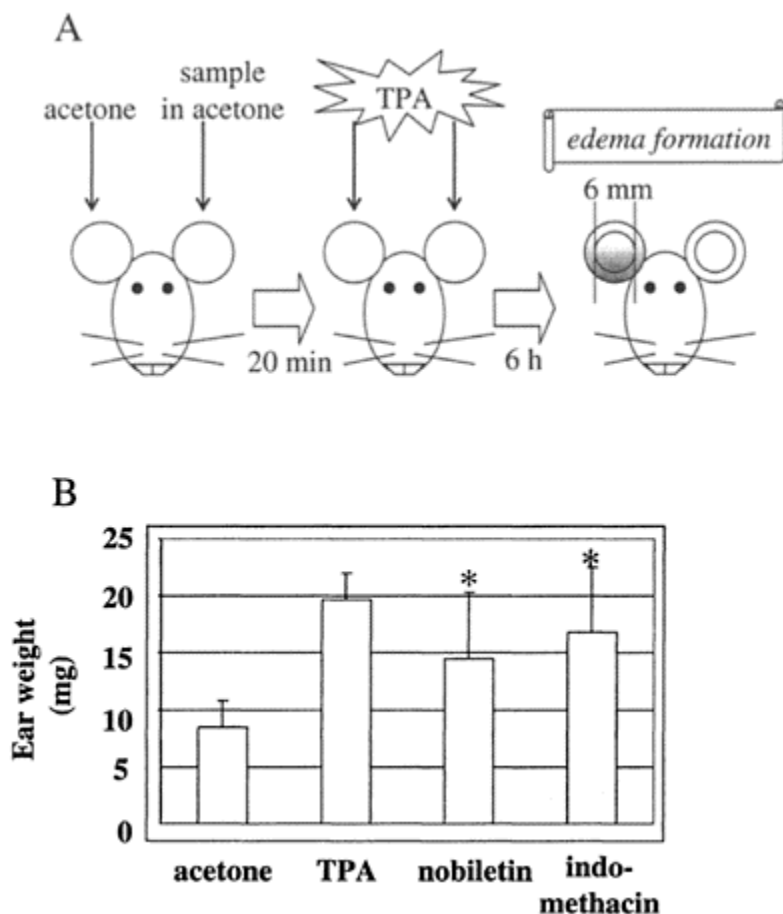 A
sample
acetone in acetone
TPA
edema formation
6 mm
20 min
6 h
B
Ear weight
(mg)
25
20
15
10
5
0
*
*
acetone TPA nobiletin indo-
methacin